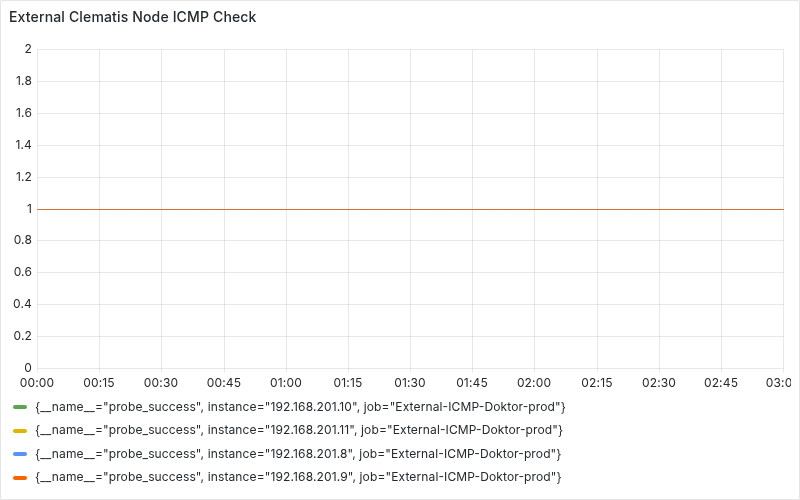 External Clematis Node ICMP Check
2
1.8
1.6
1.4
1.2
1
0.8
0.6
0.4
0.2
0
00:00 00:15 00:30 00:45 01:00 01:15 01:30 01:45 02:00 02:15 02:30 02:45 03:0
{__name__="probe_success", instance="192.168.201.10", job="External-ICMP-Doktor-prod"}
{__name__="probe_success", instance="192.168.201.11", job="External-ICMP-Doktor-prod"}
{__name__="probe_success", instance="192.168.201.8", job="External-ICMP-Doktor-prod"}
{__name__="probe_success", instance="192.168.201.9", job="External-ICMP-Doktor-prod"}